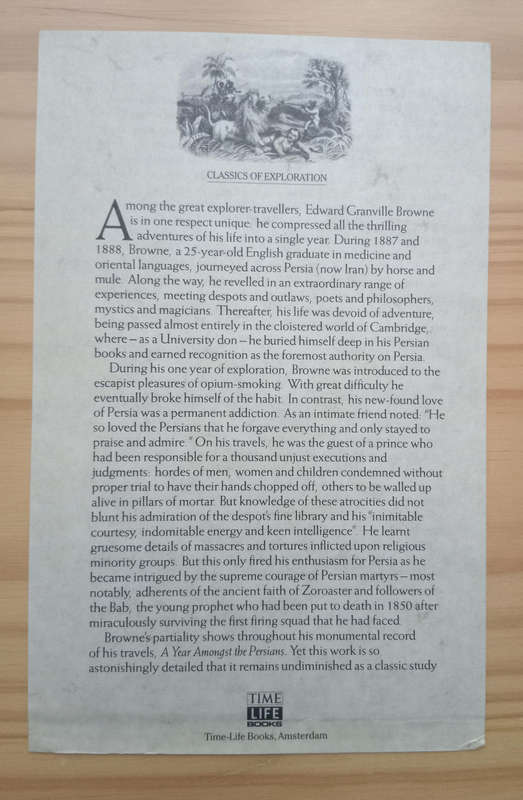 CLASSICS OF EXPLORATION
Among the great explorer-travellers, Edward Granville Browne
is in one respect unique: he compressed all the thrilling
adventures of his life into a single year. During 1887 and
1888, Browne, a 25-year-old English graduate in medicine and
oriental languages, journeyed across Persia (now Iran) by horse and
mule. Along the way, he revelled in an extraordinary range of
experiences, meeting despots and outlaws, poets and philosophers,
mystics and magicians. Thereafter, his life was devoid of adventure,
being passed almost entirely in the cloistered world of Cambridge,
where – as a University don – he buried himself deep in his Persian
books and earned recognition as the foremost authority on Persia.
During his one year of exploration, Browne was introduced to the
escapist pleasures of opium-smoking. With great difficulty he
eventually broke himself of the habit. In contrast, his new-found love
of Persia was a permanent addiction. As an intimate friend noted: "He
so loved the Persians that he forgave everything and only stayed to
praise and admire." On his travels, he was the guest of a prince who
had been responsible for a thousand unjust executions and
judgments: hordes of men, women and children condemned without
proper trial to have their hands chopped off, others to be walled up
alive in pillars of mortar. But knowledge of these atrocities did not
blunt his admiration of the despot's fine library and his "inimitable
courtesy, indomitable energy and keen intelligence". He learnt
gruesome details of massacres and tortures inflicted upon religious
minority groups. But this only fired his enthusiasm for Persia as he
became intrigued by the supreme courage of Persian martyrs – most
notably, adherents of the ancient faith of Zoroaster and followers of
the Bab, the young prophet who had been put to death in 1850 after
miraculously surviving the first firing squad that he had faced.
Browne's partiality shows throughout his monumental record
of his travels, A Year Amongst the Persians. Yet this work is so
astonishingly detailed that it remains undiminished as a classic study
TIME
LIFE
BOOKS
Time-Life Books, Amsterdam